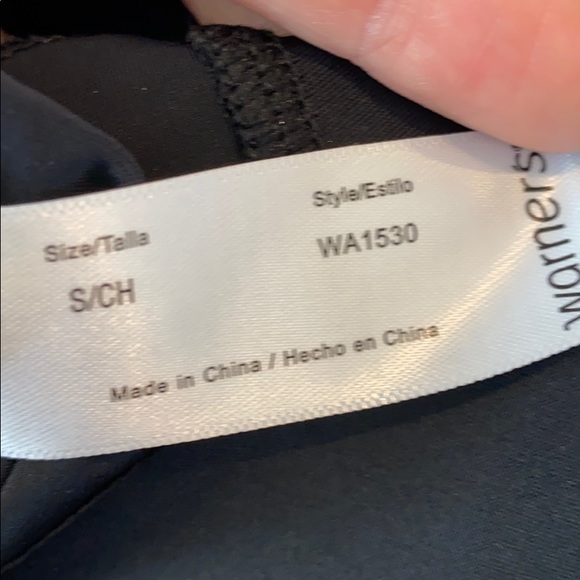 Size/Talla
S/CH
Style/Estilo
WA1530
Made in China / Hecho en China
warner's